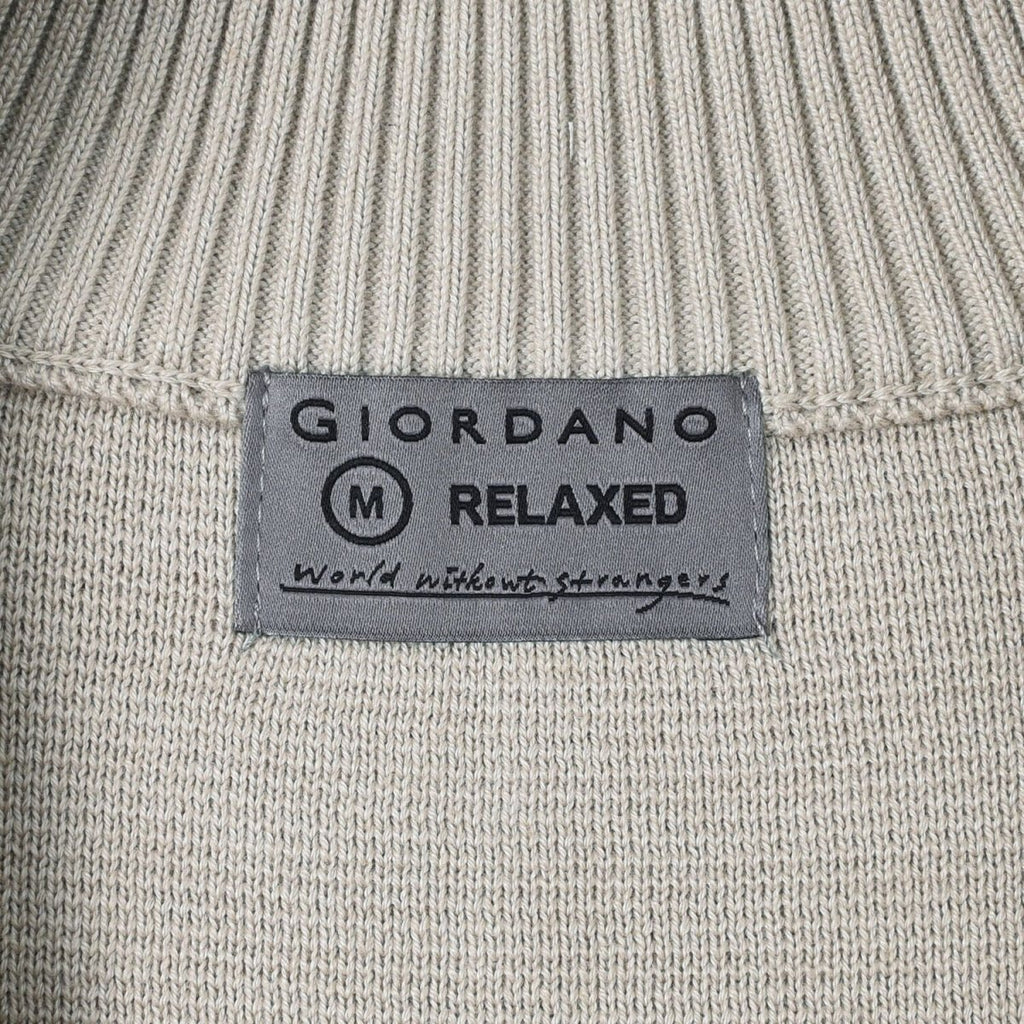 GIORDANO
M RELAXED
World without strangers